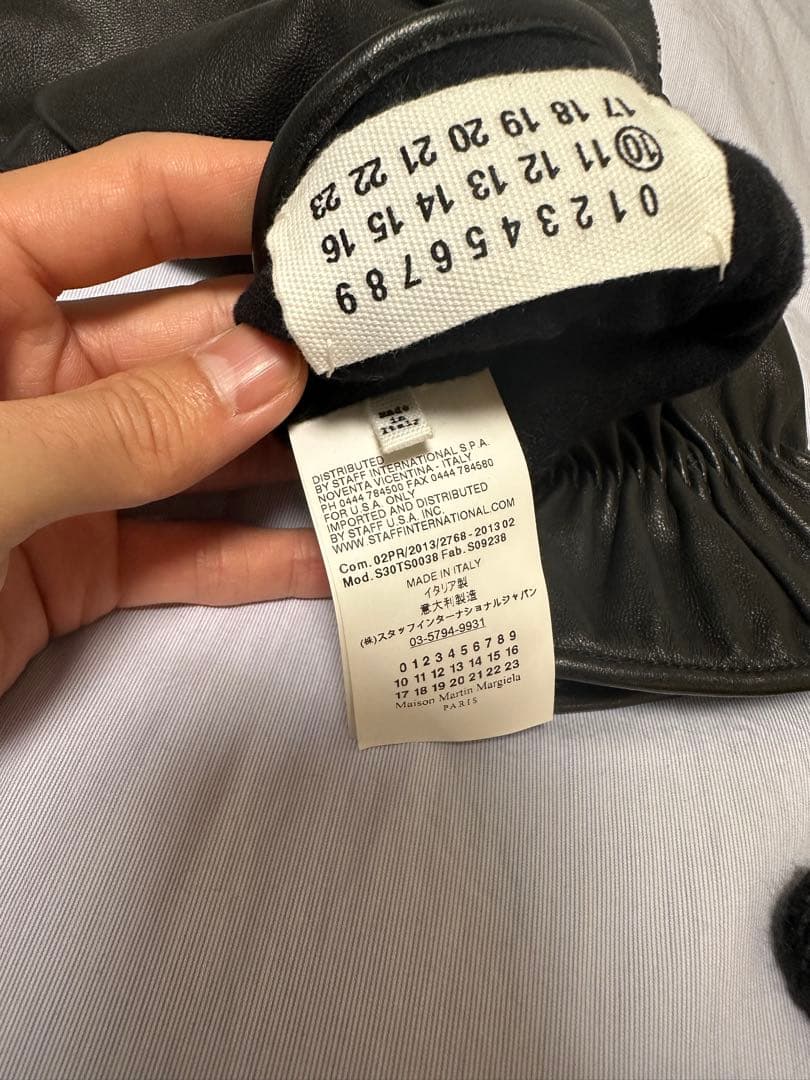 0 1 2 3 4 5 6 7 8 9
10 11 12 13 14 15 16
17 18 19 20 21 22 23
Made
in
Italy
DISTRIBUTED
BY STAFF INTERNATIONAL S.P.A.
NOVENTA VICENTINA - ITALY
PH 0444 784500 FAX 0444 784580
FOR U.S.A. ONLY
IMPORTED AND DISTRIBUTED
BY STAFF U.S.A. INC.
WWW.STAFFINTERNATIONAL.COM
Com. 02PR/2013/2768 - 2013 02
Mod. S30TS0038 Fab. S09238
MADE IN ITALY
イタリア製
意大利製造
(株)スタッフインターナショナルジャパン
03-5794-9931
0 1 2 3 4 5 6 7 8 9
10 11 12 13 14 15 16
17 18 19 20 21 22 23
Maison Martin Margiela
PARIS